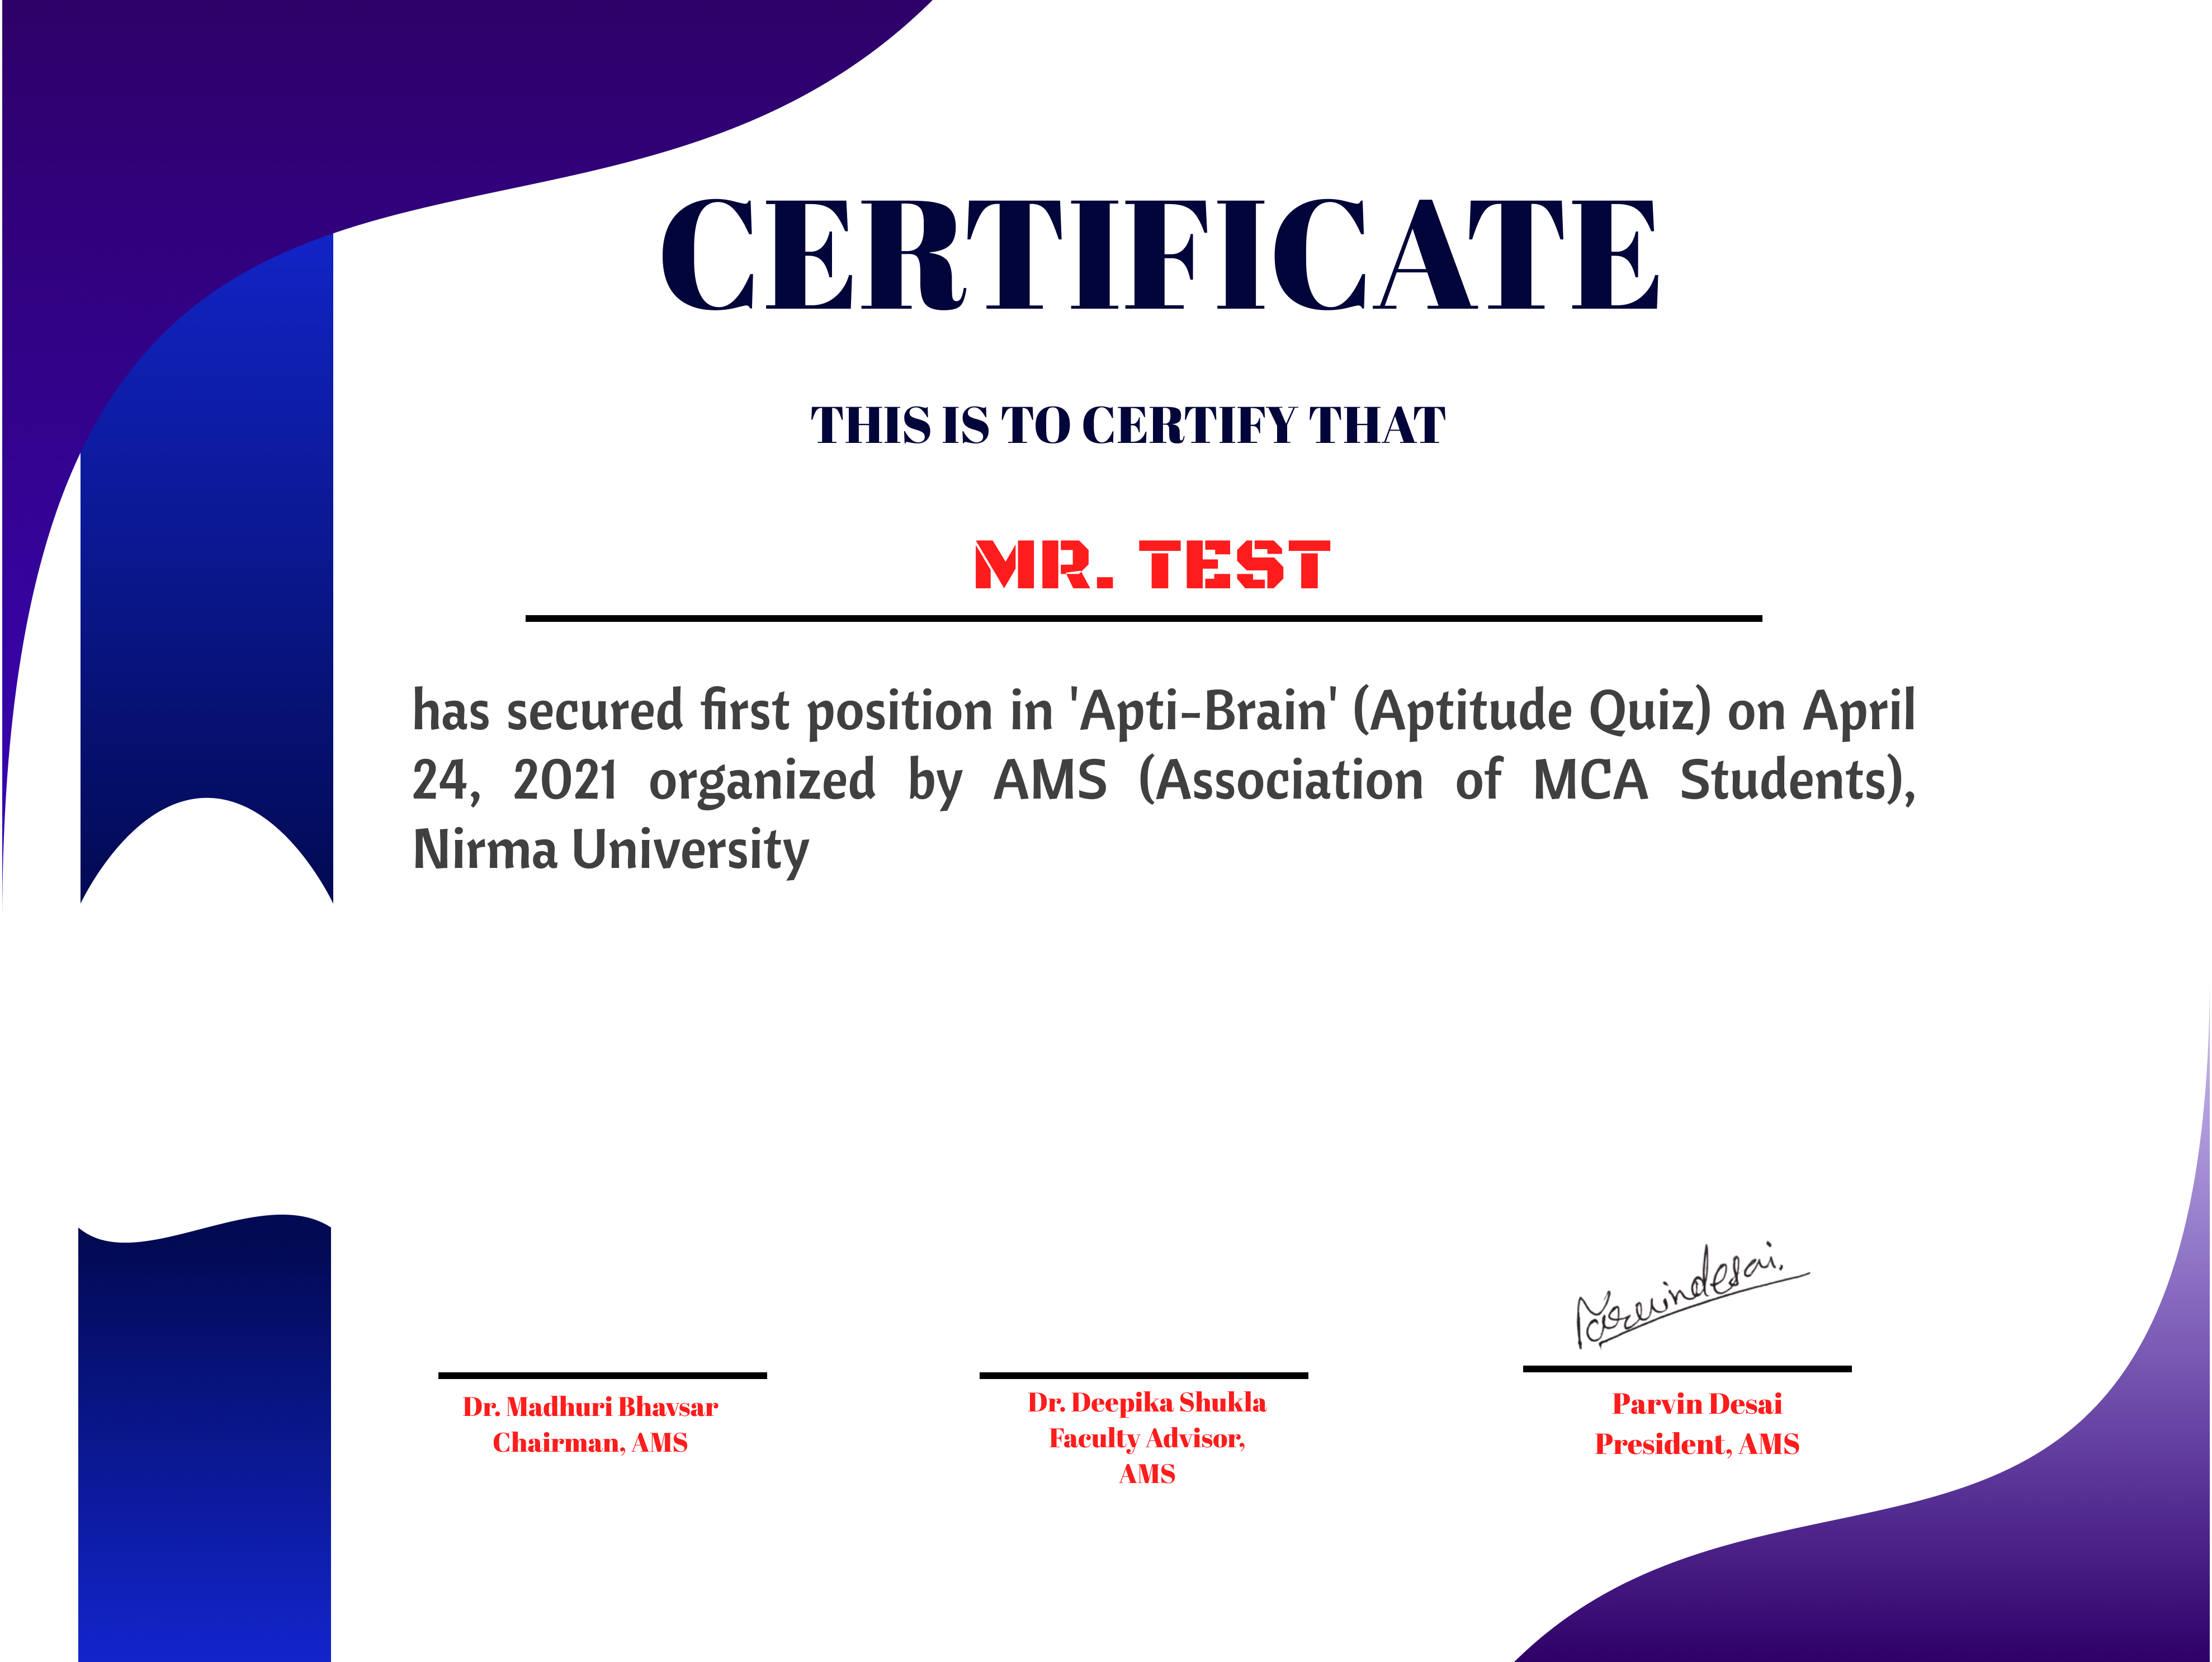 CERTIFICATE
THIS IS TO CERTIFY THAT
MR. TEST
has secured first position in 'Apti-Brain' (Aptitude Quiz) on April
24, 2021 organized by AMS (Association of MCA Students),
Nirma University
Parvindesai.
Dr. Madhuri Bhavsar
Chairman, AMS
Dr. Deepika Shukla
Faculty Advisor,
AMS
Parvin Desai
President, AMS